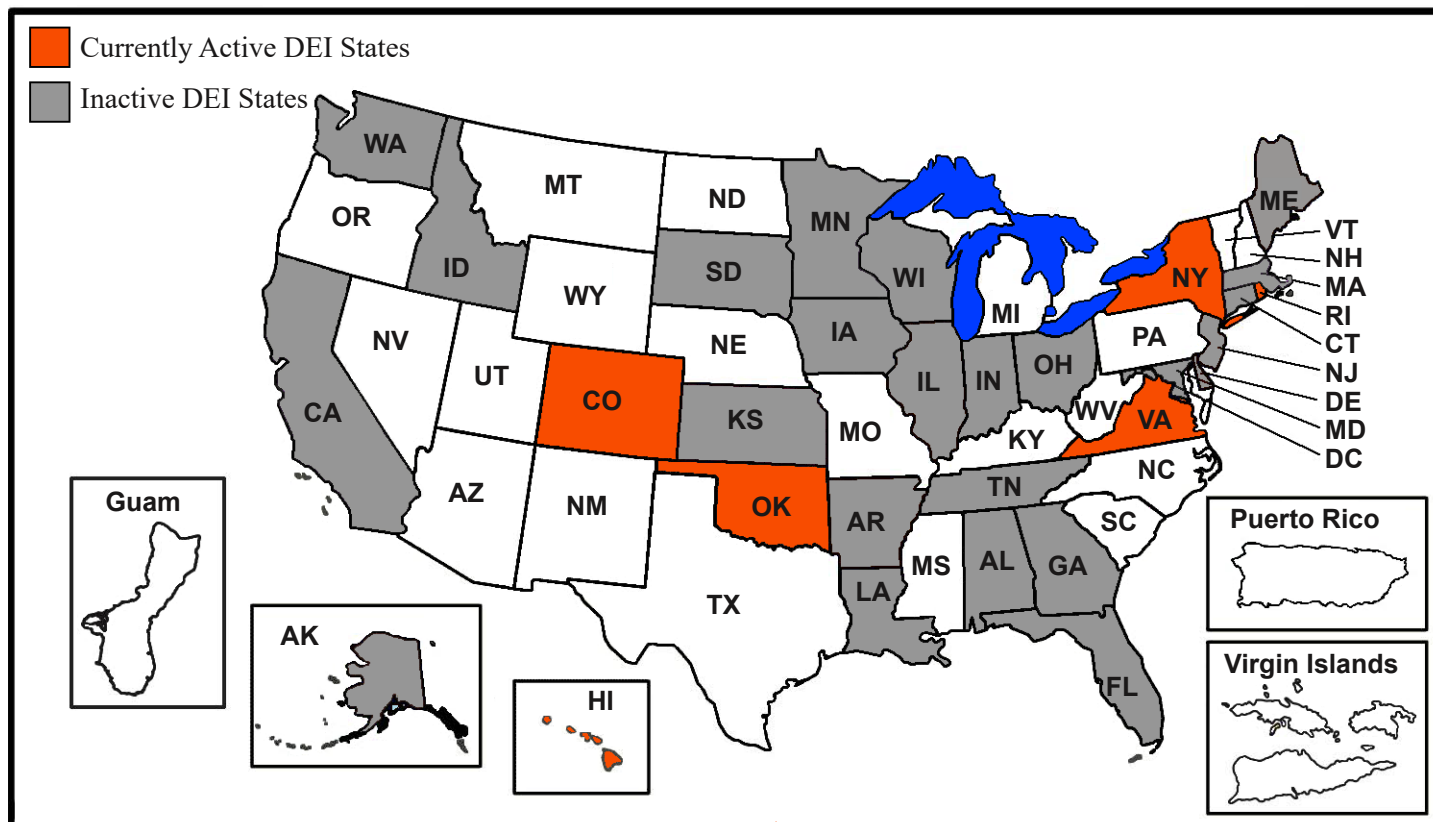 Currently Active DEI States
Inactive DEI States
WA
MT
ND
MN
ME
VT
OR
ID
SD
WI
NY
NH
MA
WY
MI
RI
NV
NE
IA
PA
CT
UT
IL
IN
OH
NJ
CA
CO
KS
MO
WV
VA
DE
KY
MD
DC
NC
TN
AZ
NM
OK
AR
SC
Guam
Puerto Rico
MS
AL
GA
TX
LA
AK
Virgin Islands
FL
HI